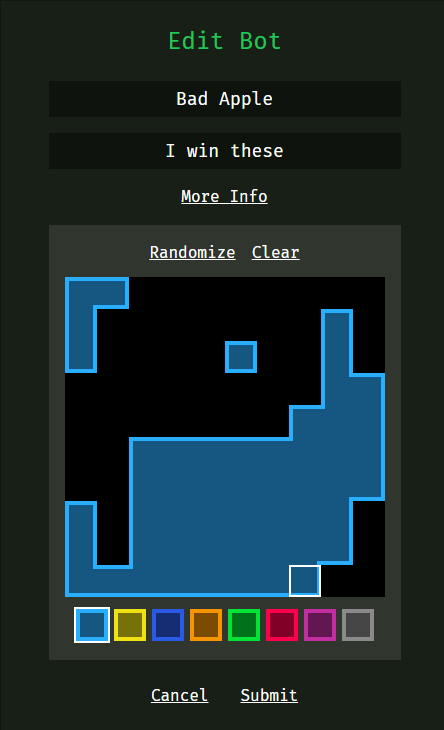 Edit Bot
Bad Apple
I win these
More Info
Randomize Clear
Cancel Submit